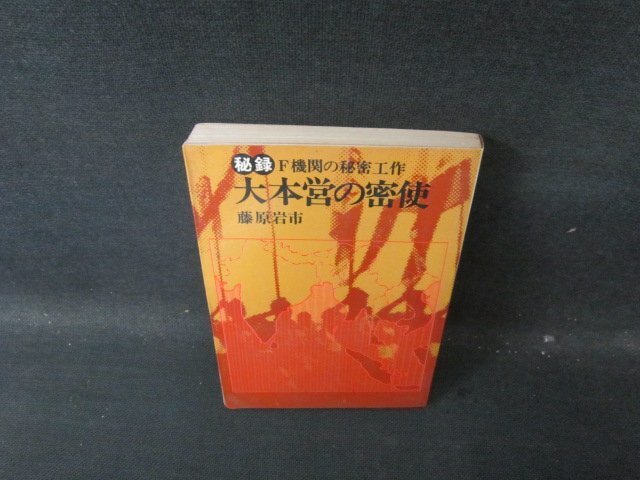 秘録 F機関の秘密工作
大本営の密使
藤原岩市